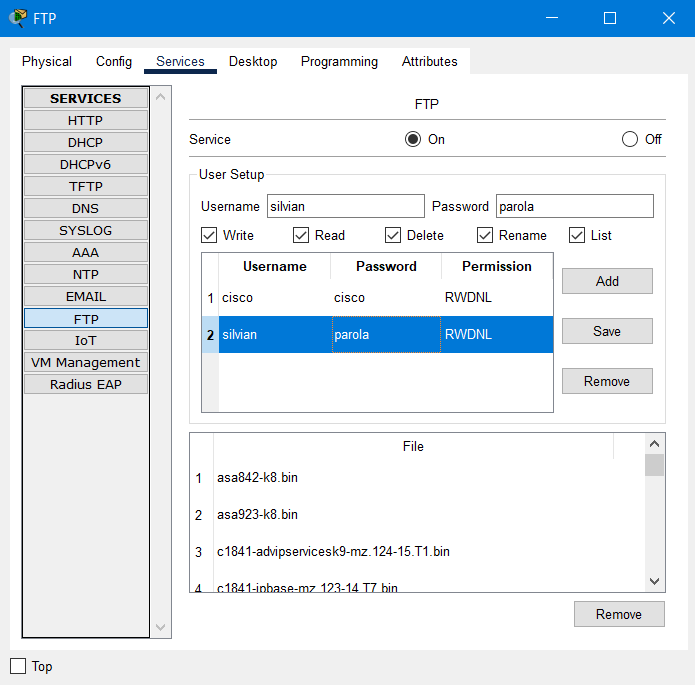 FTP
Physical Config Services Desktop Programming Attributes
SERVICES
HTTP
DHCP
DHCPv6
TFTP
DNS
SYSLOG
AAA
NTP
EMAIL
FTP
IoT
VM Management
Radius EAP
FTP
Service On Off
User Setup
Username silvian Password parola
Write Read Delete Rename List
Username Password Permission
1 cisco cisco RWDNL
2 silvian parola RWDNL
Add
Save
Remove
File
1 asa842-k8.bin
2 asa923-k8.bin
3 c1841-advipservicesk9-mz.124-15.T1.bin
4 c1841-ipbase-mz.123-14.T7.bin
Remove
Top